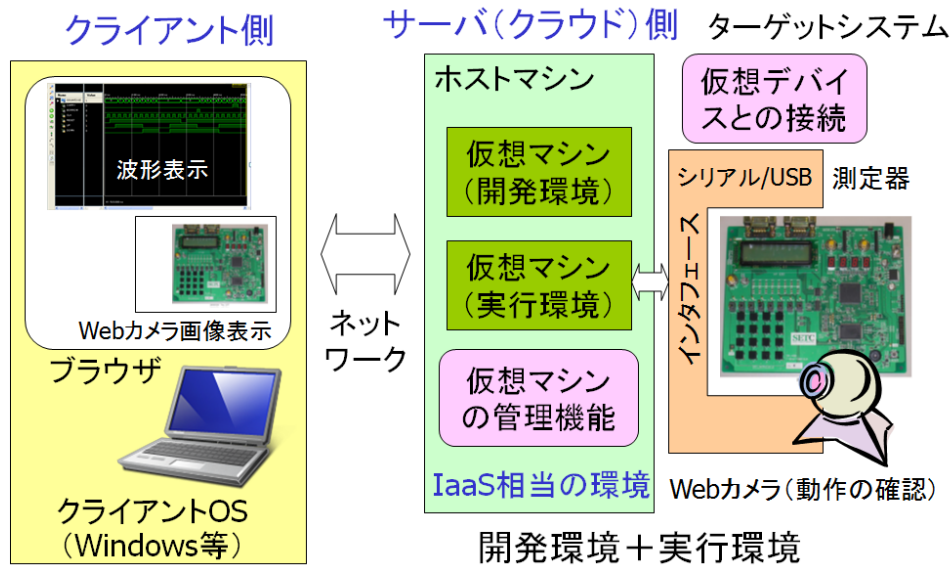 クライアント側
サーバ(クラウド)側
ターゲットシステム
波形表示
Webカメラ画像表示
ブラウザ
クライアントOS
(Windows等)
ネット
ワーク
ホストマシン
仮想マシン
(開発環境)
仮想マシン
(実行環境)
仮想マシン
の管理機能
IaaS相当の環境
仮想デバイ
スとの接続
シリアル/USB
測定器
インタフェース
SETC
Webカメラ(動作の確認)
開発環境+実行環境